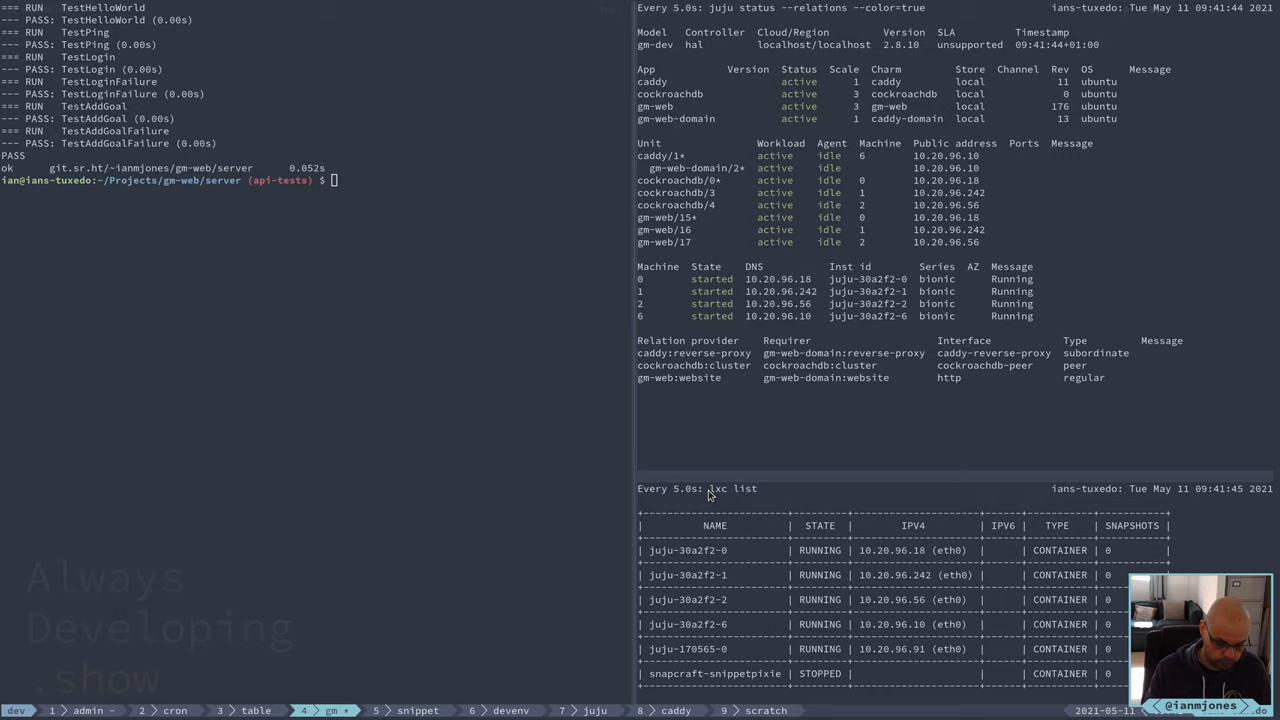 === RUN   TestHelloWorld
--- PASS: TestHelloWorld (0.00s)
=== RUN   TestPing
--- PASS: TestPing (0.00s)
=== RUN   TestLogin
--- PASS: TestLogin (0.00s)
=== RUN   TestLoginFailure
--- PASS: TestLoginFailure (0.00s)
=== RUN   TestAddGoal
--- PASS: TestAddGoal (0.00s)
=== RUN   TestAddGoalFailure
--- PASS: TestAddGoalFailure (0.00s)
PASS
ok      git.sr.ht/~ianmjones/gm-web/server      0.052s
ian@ians-tuxedo:~/Projects/gm-web/server (api-tests) $
Every 5.0s: juju status --relations --color=true      ians-tuxedo: Tue May 11 09:41:44 2021
Model   Controller  Cloud/Region         Version  SLA          Timestamp
gm-dev  hal         localhost/localhost  2.8.10   unsupported  09:41:44+01:00
App            Version  Status  Scale  Charm         Store  Channel  Rev  OS      Message
caddy                   active      1  caddy         local            11  ubuntu
cockroachdb             active      3  cockroachdb   local             0  ubuntu
gm-web                  active      3  gm-web        local           176  ubuntu
gm-web-domain           active      1  caddy-domain  local            13  ubuntu
Unit                Workload  Agent  Machine  Public address  Ports  Message
caddy/1*            active    idle   6        10.20.96.10
gm-web-domain/2*  active    idle            10.20.96.10
cockroachdb/0*      active    idle   0        10.20.96.18
cockroachdb/3       active    idle   1        10.20.96.242
cockroachdb/4       active    idle   2        10.20.96.56
gm-web/15*          active    idle   0        10.20.96.18
gm-web/16           active    idle   1        10.20.96.242
gm-web/17           active    idle   2        10.20.96.56
Machine  State    DNS           Inst id        Series  AZ  Message
0        started  10.20.96.18   juju-30a2f2-0  bionic      Running
1        started  10.20.96.242  juju-30a2f2-1  bionic      Running
2        started  10.20.96.56   juju-30a2f2-2  bionic      Running
6        started  10.20.96.10   juju-30a2f2-6  bionic      Running
Relation provider    Requirer                     Interface            Type         Message
caddy:reverse-proxy  gm-web-domain:reverse-proxy  caddy-reverse-proxy  subordinate
cockroachdb:cluster  cockroachdb:cluster          cockroachdb-peer     peer
gm-web:website       gm-web-domain:website        http                 regular
Every 5.0s: lxc list      ians-tuxedo: Tue May 11 09:41:45 2021
| NAME | STATE | IPV4 | IPV6 | TYPE | SNAPSHOTS |
| juju-30a2f2-0 | RUNNING | 10.20.96.18 (eth0) | | CONTAINER | 0 |
| juju-30a2f2-1 | RUNNING | 10.20.96.242 (eth0) | | CONTAINER | 0
| juju-30a2f2-2 | RUNNING | 10.20.96.56 (eth0) | | CONTAINER | 0
| juju-30a2f2-6 | RUNNING | 10.20.96.10 (eth0) | | CONTAINER | 0
| juju-170565-0 | RUNNING | 10.20.96.91 (eth0) | | CONTAINER | 0
| snapcraft-snippetpixie | STOPPED | | | CONTAINER | 0
Always
Developing
.show
@ianmjones
dev  1 admin -  2 cron  3 table  4 gm *  5 snippet  6 devenv  7 juju  8 caddy  9 scratch  2021-05-11